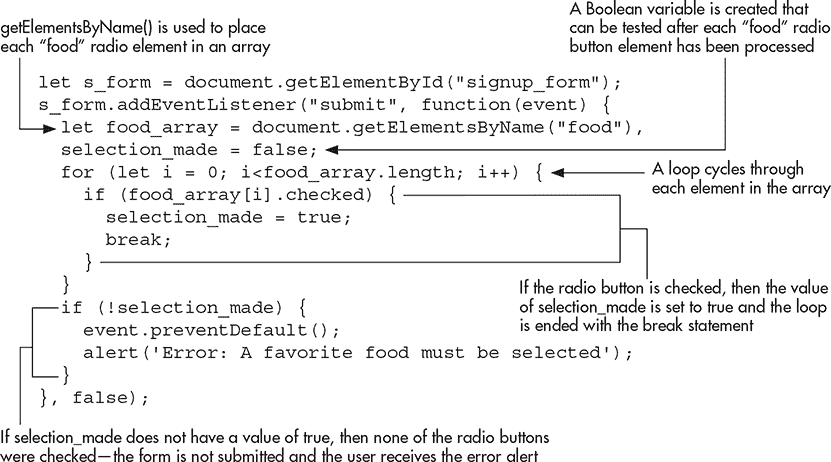 getElementsByName() is used to place
each “food” radio element in an array
A Boolean variable is created that
can be tested after each “food” radio
button element has been processed
let s_form = document.getElementById("signup_form");
s_form.addEventListener("submit", function(event) {
let food_array = document.getElementsByName("food"),
selection_made = false;
for (let i = 0; i<food_array.length; i++) {
A loop cycles through
each element in the array
if (food_array[i].checked) {
selection_made = true;
break;
}
}
If the radio button is checked, then the value
of selection_made is set to true and the loop
is ended with the break statement
if (!selection_made) {
event.preventDefault();
alert('Error: A favorite food must be selected');
}
}, false);
If selection_made does not have a value of true, then none of the radio buttons
were checked—the form is not submitted and the user receives the error alert